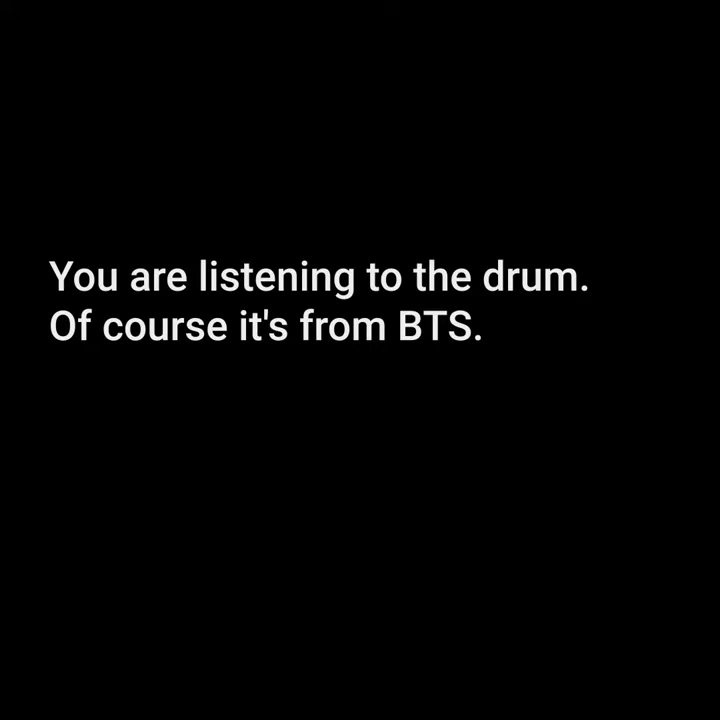 You are listening to the drum.
Of course it's from BTS.